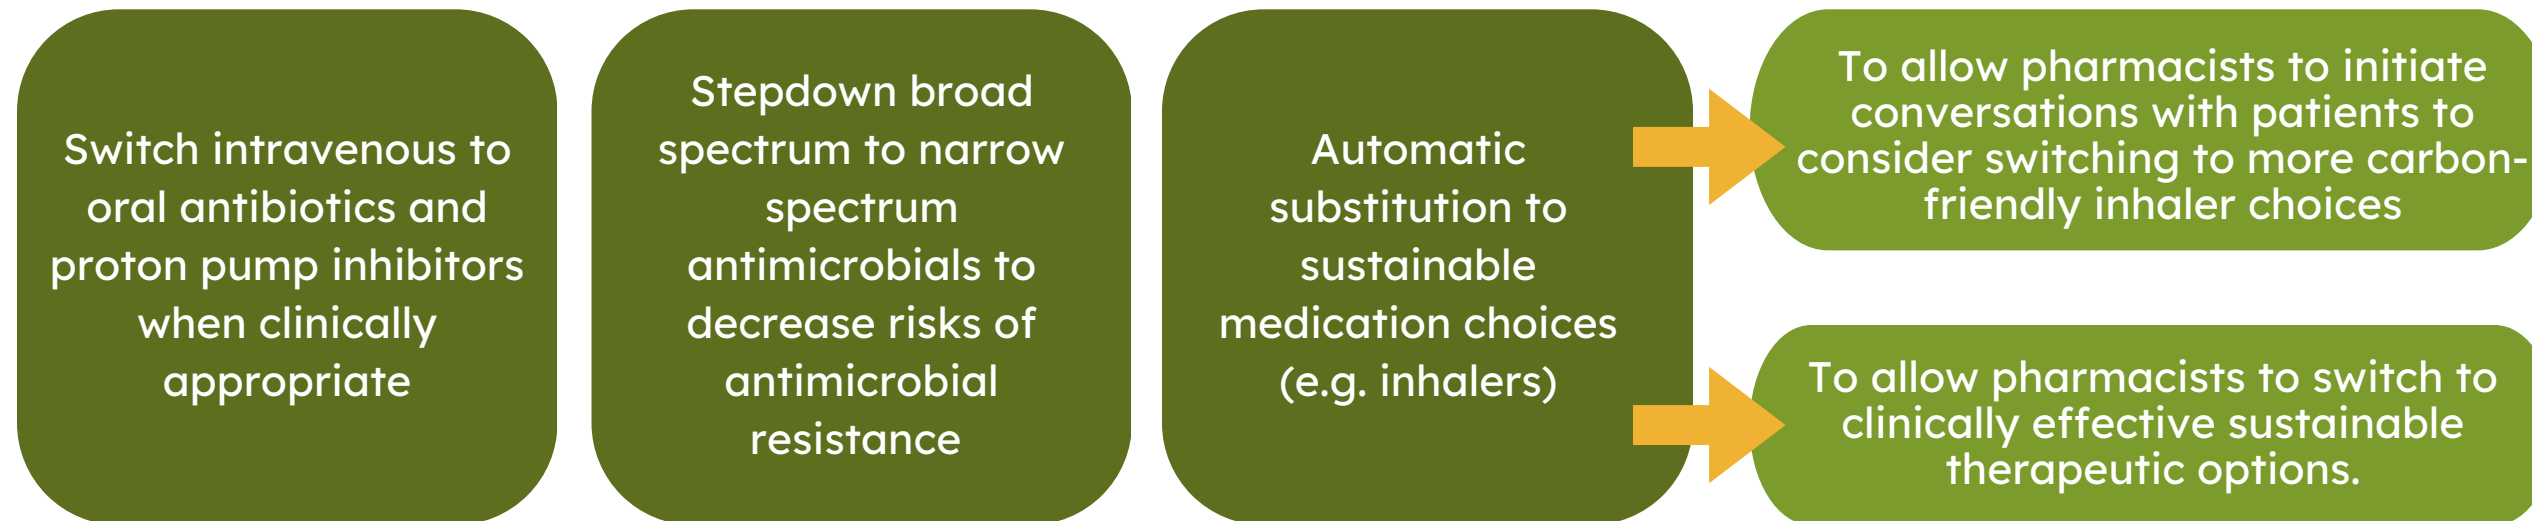 Switch intravenous to
oral antibiotics and
proton pump inhibitors
when clinically
appropriate
Stepdown broad
spectrum to narrow
spectrum
antimicrobials to
decrease risks of
antimicrobial
resistance
Automatic
substitution to
sustainable
medication choices
(e.g. inhalers)
To allow pharmacists to initiate
conversations with patients to
consider switching to more carbon-
friendly inhaler choices
To allow pharmacists to switch to
clinically effective sustainable
therapeutic options.